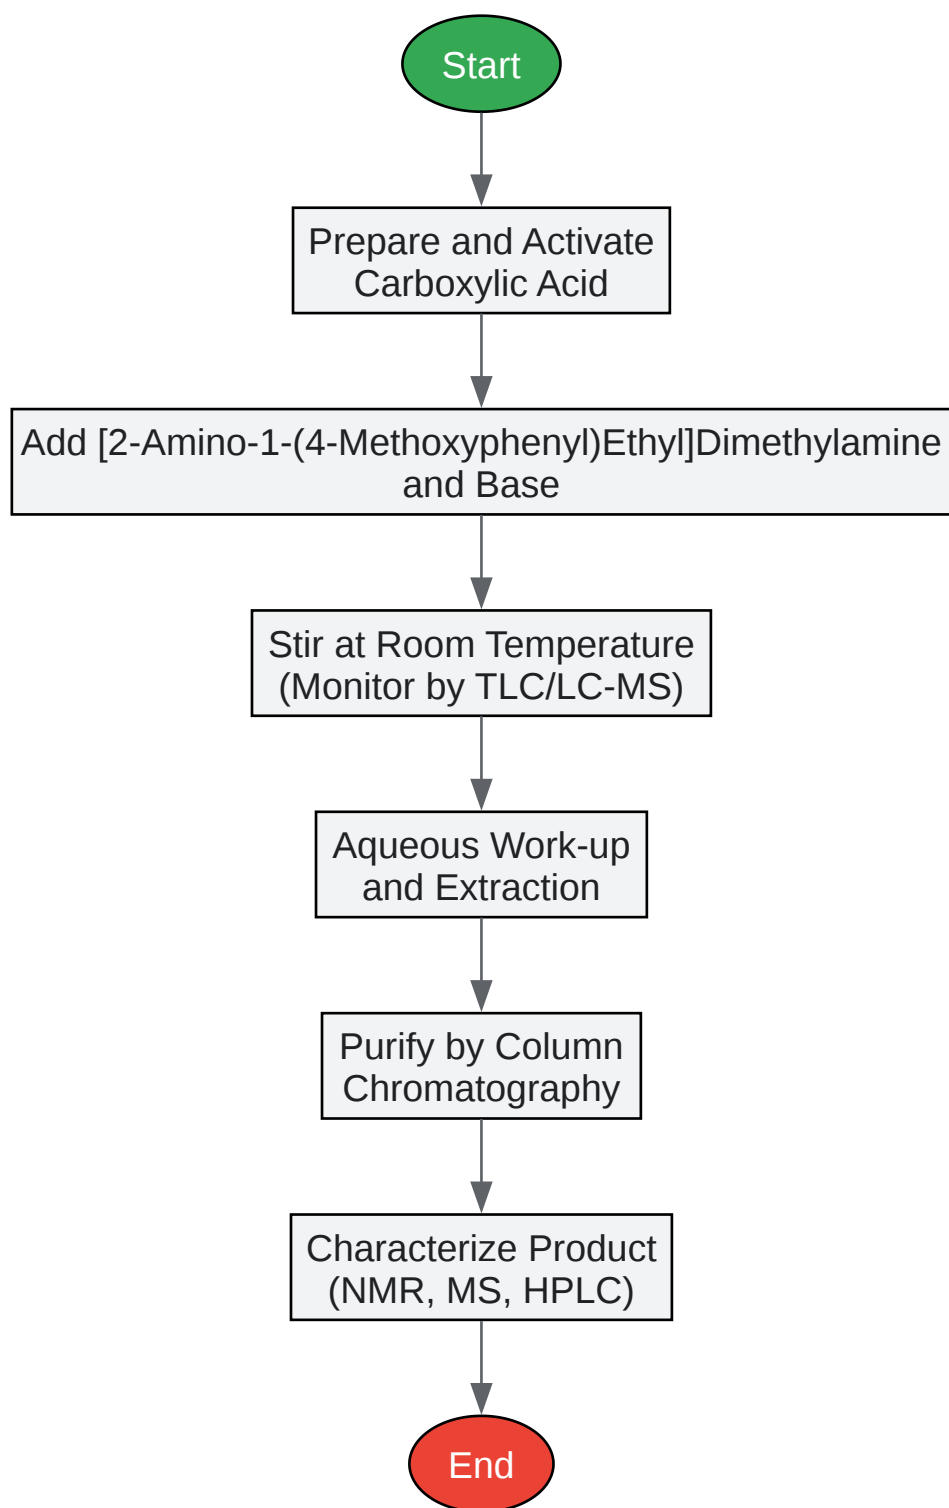 Start
Prepare and Activate
Carboxylic Acid
Add [2-Amino-1-(4-Methoxyphenyl)Ethyl]Dimethylamine
and Base
Stir at Room Temperature
(Monitor by TLC/LC-MS)
Aqueous Work-up
and Extraction
Purify by Column
Chromatography
Characterize Product
(NMR, MS, HPLC)
End